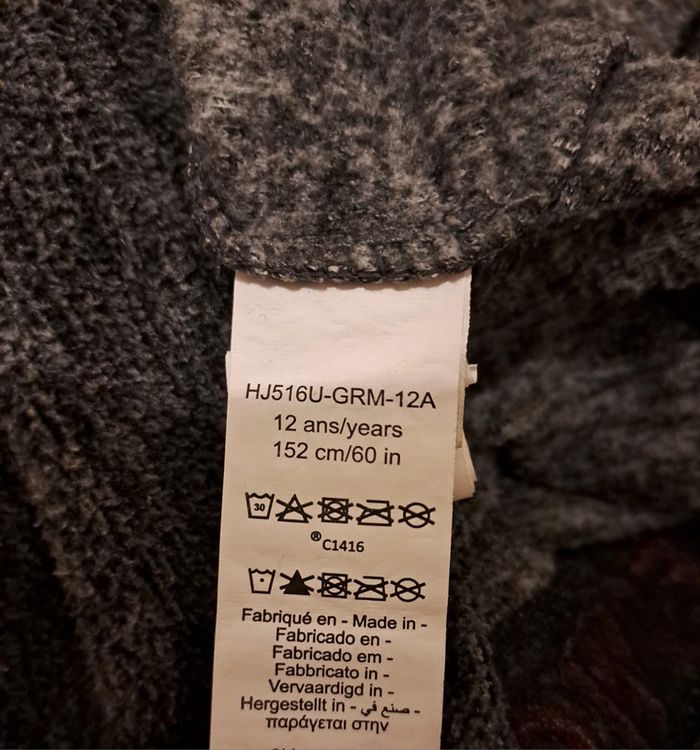 HJ516U-GRM-12A
12 ans/years
152 cm/60 in
30
®C1416
Fabriqué en - Made in -
Fabricado en -
Fabricado em -
Fabbricato in -
Vervaardigd in -
Hergestellt in - صنع في -
παράγεται στην